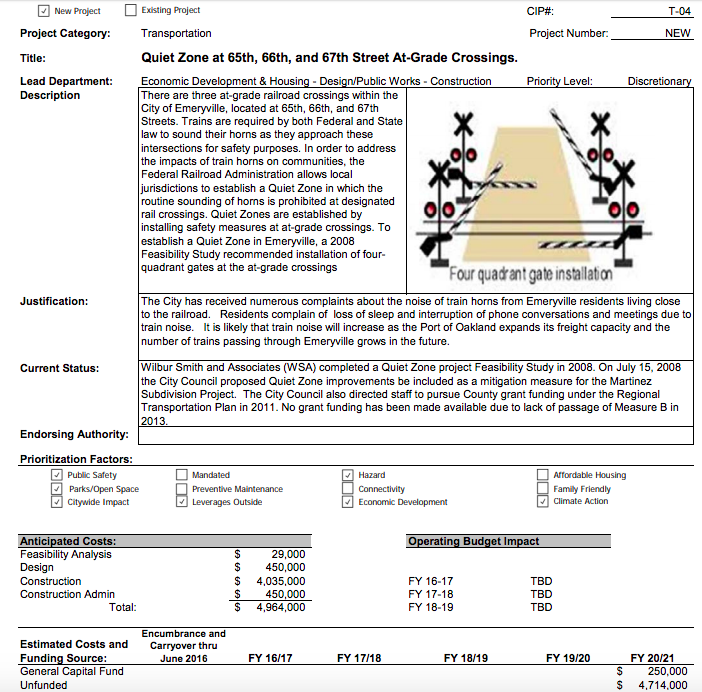 New Project Existing Project CIP#: T-04
Project Category: Transportation Project Number: NEW
Title: Quiet Zone at 65th, 66th, and 67th Street At-Grade Crossings.
Lead Department: Economic Development & Housing - Design/Public Works - Construction Priority Level: Discretionary
Description
There are three at-grade railroad crossings within the
City of Emeryville, located at 65th, 66th, and 67th
Streets. Trains are required by both Federal and State
law to sound their horns as they approach these
intersections for safety purposes. In order to address
the impacts of train horns on communities, the
Federal Railroad Administration allows local
jurisdictions to establish a Quiet Zone in which the
routine sounding of horns is prohibited at designated
rail crossings. Quiet Zones are established by
installing safety measures at at-grade crossings. To
establish a Quiet Zone in Emeryville, a 2008
Feasibility Study recommended installation of four-
quadrant gates at the at-grade crossings
Four quadrant gate installation
Justification: The City has received numerous complaints about the noise of train horns from Emeryville residents living close
to the railroad. Residents complain of loss of sleep and interruption of phone conversations and meetings due to
train noise. It is likely that train noise will increase as the Port of Oakland expands its freight capacity and the
number of trains passing through Emeryville grows in the future.
Current Status: Wilbur Smith and Associates (WSA) completed a Quiet Zone project Feasibility Study in 2008. On July 15, 2008
the City Council proposed Quiet Zone improvements be included as a mitigation measure for the Martinez
Subdivision Project. The City Council also directed staff to pursue County grant funding under the Regional
Transportation Plan in 2011. No grant funding has been made available due to lack of passage of Measure B in
2013.
Endorsing Authority:
Prioritization Factors:
Public Safety Mandated Hazard Affordable Housing
Parks/Open Space Preventive Maintenance Connectivity Family Friendly
Citywide Impact Leverages Outside Economic Development Climate Action
Anticipated Costs: Operating Budget Impact
Feasibility Analysis $ 29,000
Design $ 450,000
Construction $ 4,035,000 FY 16-17 TBD
Construction Admin $ 450,000 FY 17-18 TBD
Total: $ 4,964,000 FY 18-19 TBD
Estimated Costs and Funding Source: Encumbrance and Carryover thru June 2016 FY 16/17 FY 17/18 FY 18/19 FY 19/20 FY 20/21
General Capital Fund $ 250,000
Unfunded $ 4,714,000